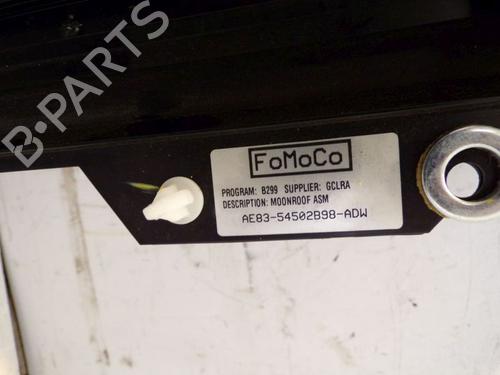 B-PARTS
FoMoCo
PROGRAM: B299 SUPPLIER: GCLRA
DESCRIPTION: MOONROOF ASM
AE83-54502B98-ADW